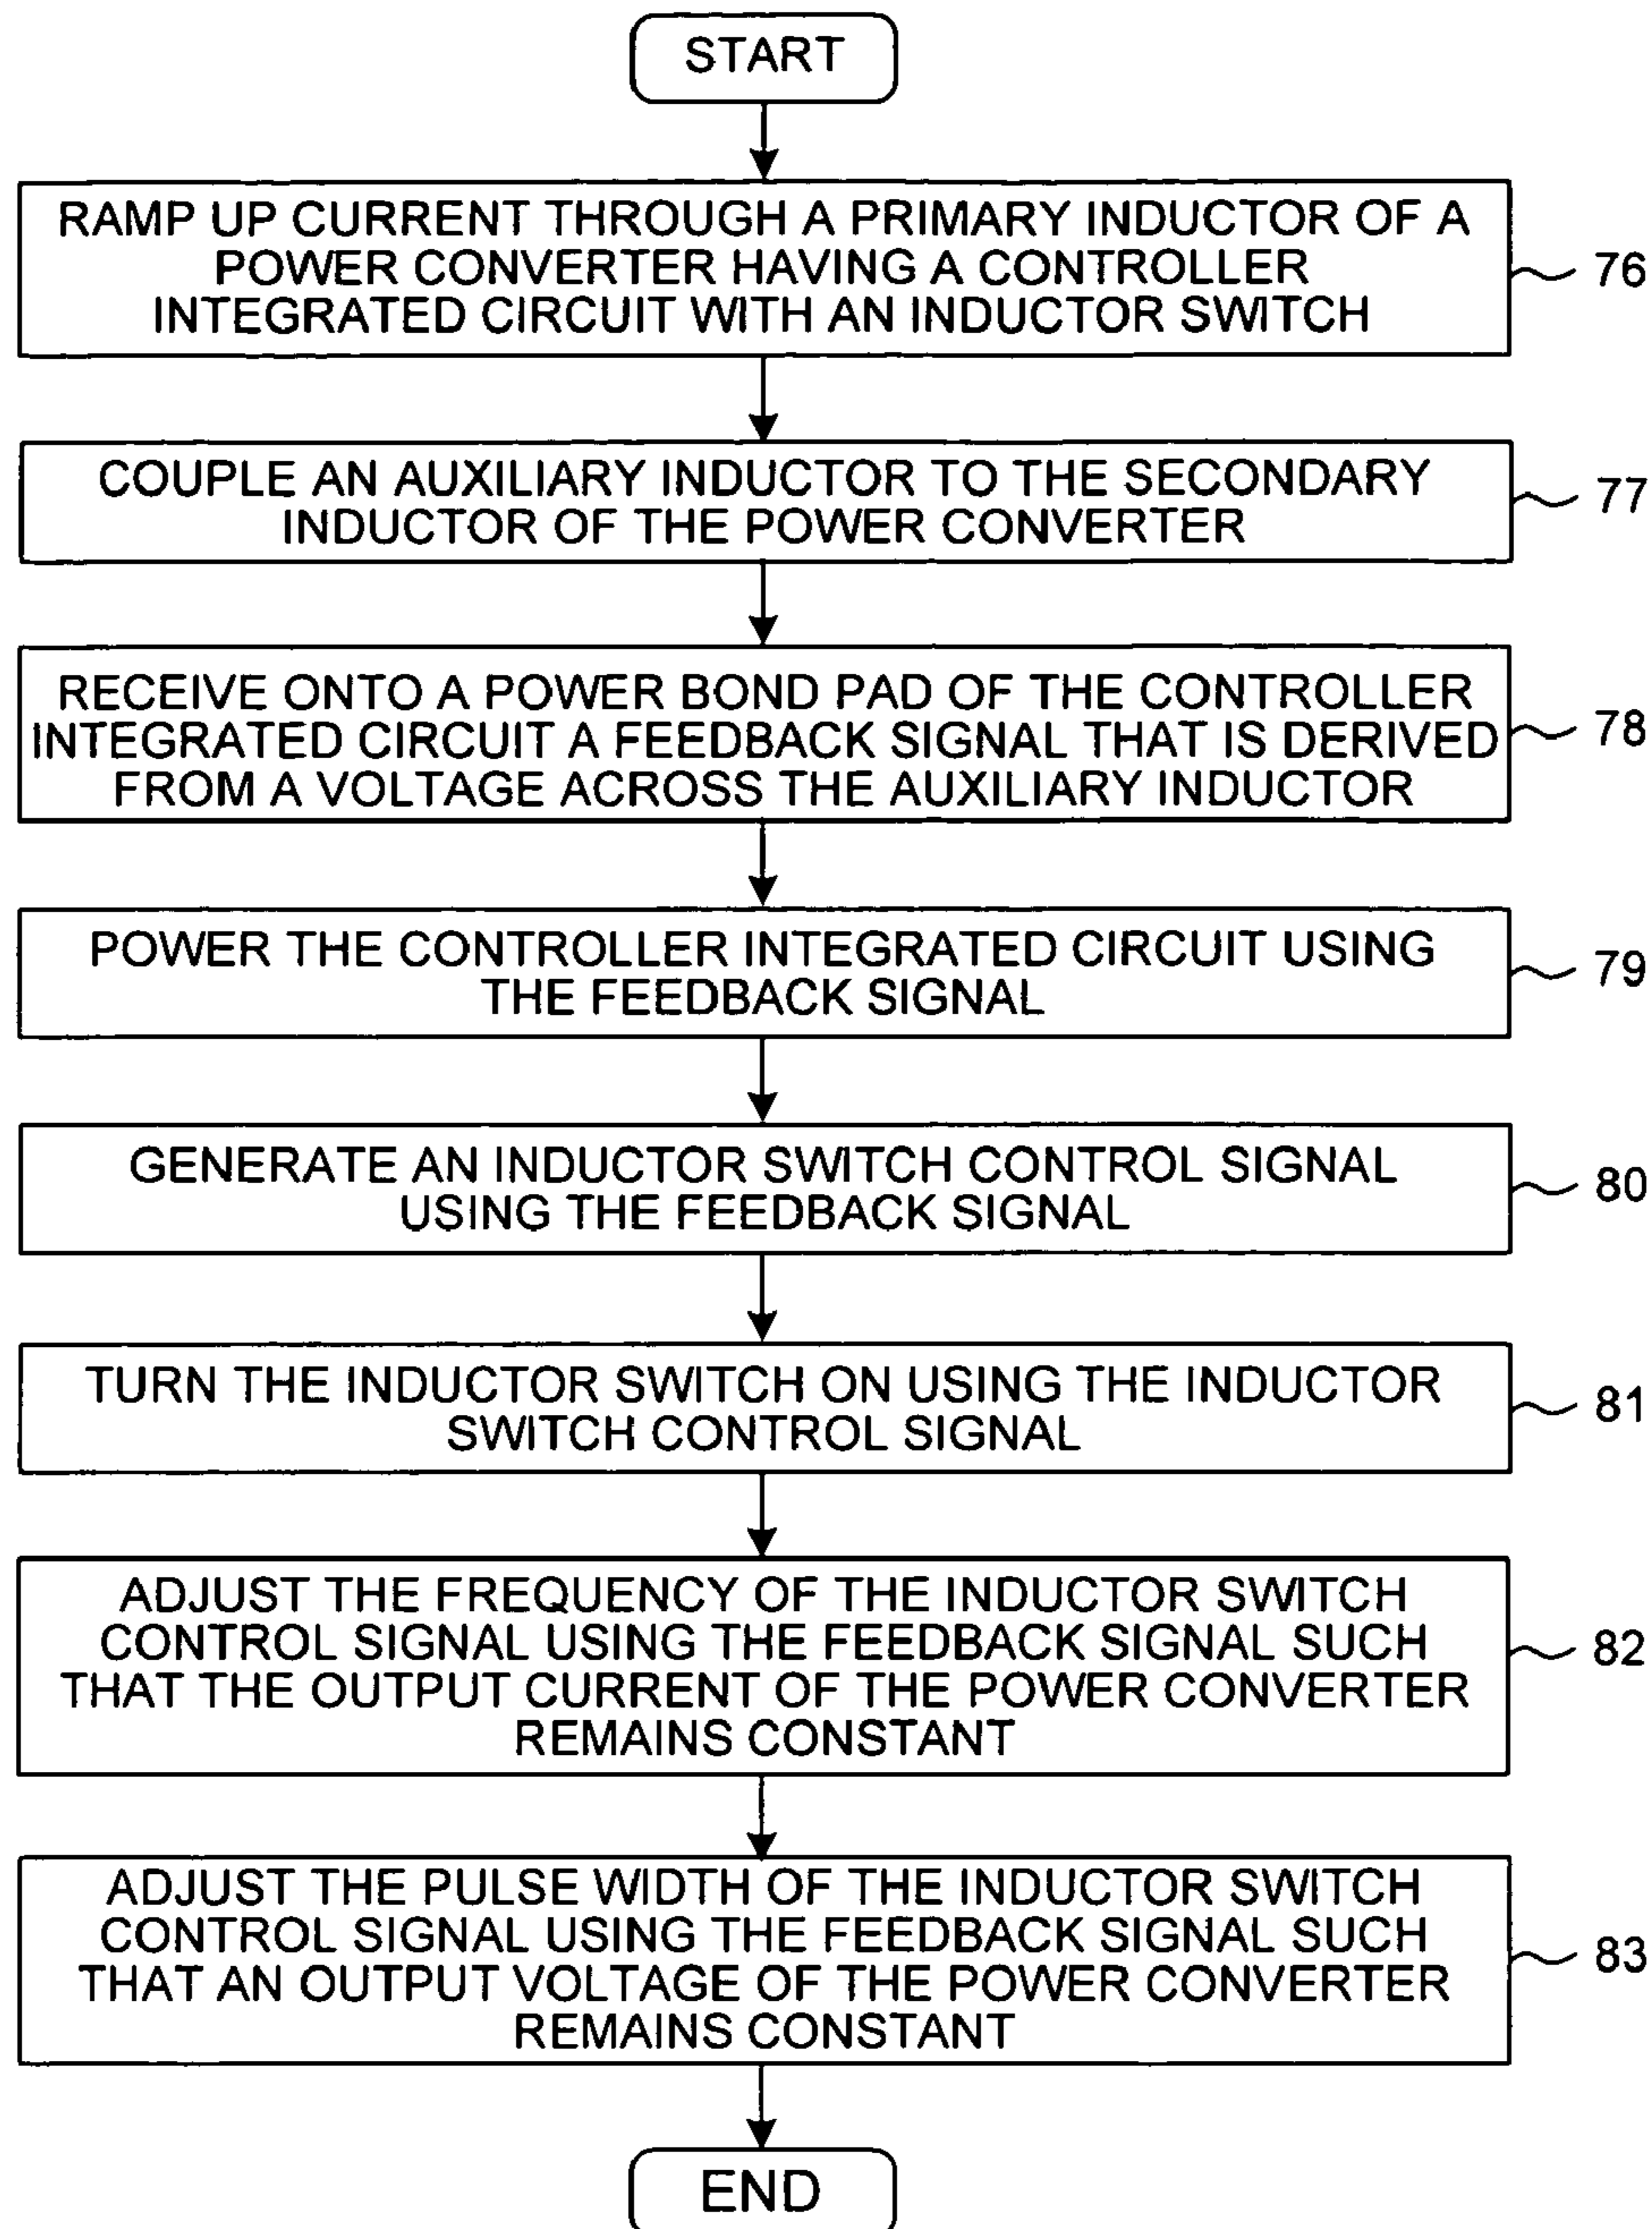 START
RAMP UP CURRENT THROUGH A PRIMARY INDUCTOR OF A
POWER CONVERTER HAVING A CONTROLLER
INTEGRATED CIRCUIT WITH AN INDUCTOR SWITCH
76
COUPLE AN AUXILIARY INDUCTOR TO THE SECONDARY
INDUCTOR OF THE POWER CONVERTER
77
RECEIVE ONTO A POWER BOND PAD OF THE CONTROLLER
INTEGRATED CIRCUIT A FEEDBACK SIGNAL THAT IS DERIVED
FROM A VOLTAGE ACROSS THE AUXILIARY INDUCTOR
78
POWER THE CONTROLLER INTEGRATED CIRCUIT USING
THE FEEDBACK SIGNAL
79
GENERATE AN INDUCTOR SWITCH CONTROL SIGNAL
USING THE FEEDBACK SIGNAL
80
TURN THE INDUCTOR SWITCH ON USING THE INDUCTOR
SWITCH CONTROL SIGNAL
81
ADJUST THE FREQUENCY OF THE INDUCTOR SWITCH
CONTROL SIGNAL USING THE FEEDBACK SIGNAL SUCH
THAT THE OUTPUT CURRENT OF THE POWER CONVERTER
REMAINS CONSTANT
82
ADJUST THE PULSE WIDTH OF THE INDUCTOR SWITCH
CONTROL SIGNAL USING THE FEEDBACK SIGNAL SUCH
THAT AN OUTPUT VOLTAGE OF THE POWER CONVERTER
REMAINS CONSTANT
83
END